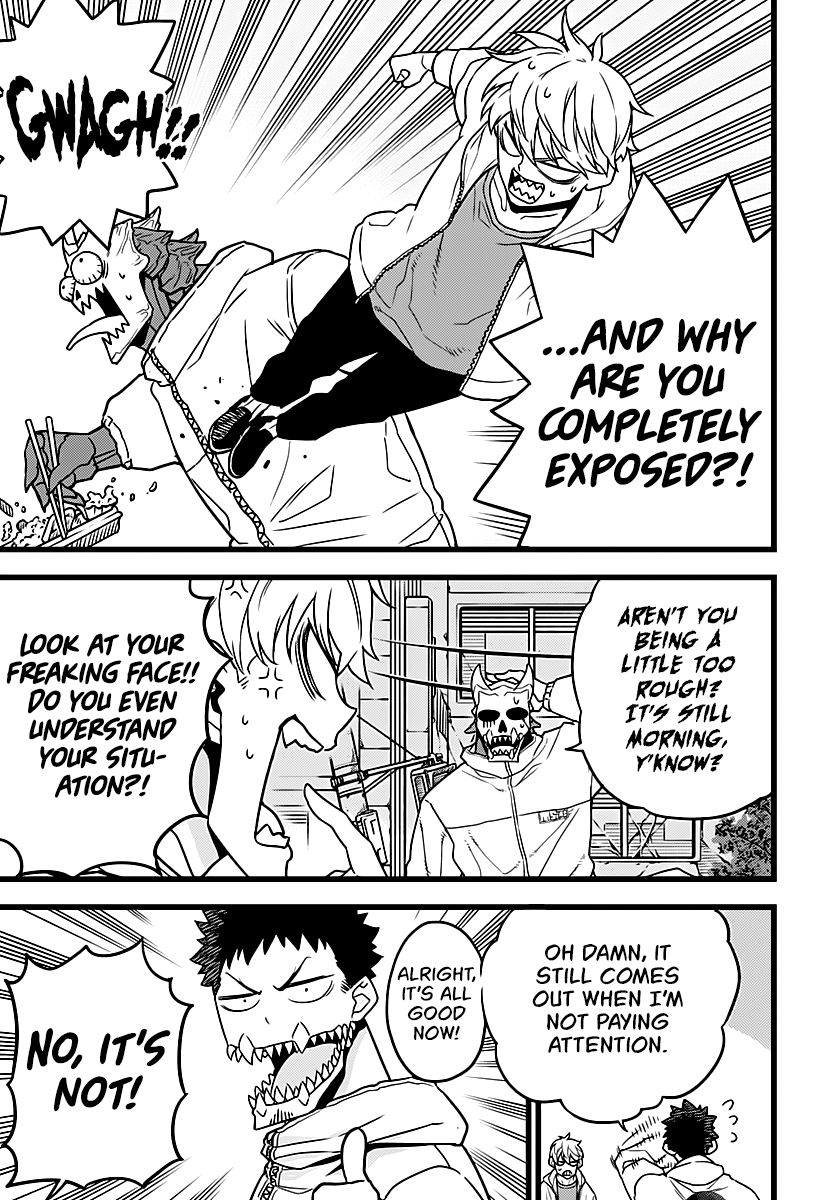 ...AND WHY
ARE YOU
COMPLETELY
EXPOSED?!
GWAGH!!
AREN'T YOU
BEING A
LITTLE TOO
ROUGH?
IT'S STILL
MORNING,
Y'KNOW?
LOOK AT YOUR
FREAKING FACE!!
DO YOU EVEN
UNDERSTAND
YOUR SITU-
ATION?!
OH DAMN, IT
STILL COMES
OUT WHEN I'M
NOT PAYING
ATTENTION.
ALRIGHT,
IT'S ALL
GOOD
NOW!
NO, IT'S
NOT!